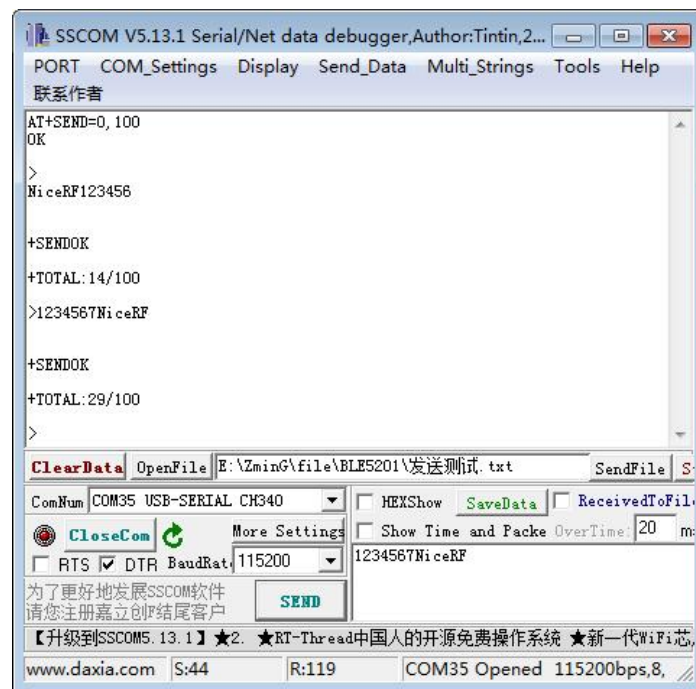 SSCOM V5.13.1 Serial/Net data debugger,Author:Tintin,2...
PORT COM_Settings Display Send_Data Multi_Strings Tools Help
联系作者
AT+SEND=0,100
OK
>
NiceRF123456
+SENDOK
+TOTAL:14/100
>1234567NiceRF
+SENDOK
+TOTAL:29/100
>
ClearData OpenFile E:\ZminG\file\BLE5201\发送测试.txt SendFile S
ComNum COM35 USB-SERIAL CH340 HEXShow SaveData ReceivedToFil
CloseCom More Settings Show Time and Packe OverTime: 20 m
RTS DTR BaudRat 115200 1234567NiceRF
为了更好地发展SSCOM软件
请您注册嘉立创F结尾客户 SEND
【升级到SSCOM5.13.1】★2. ★RT-Thread中国人的开源免费操作系统 ★新一代WiFi芯
www.daxia.com S:44 R:119 COM35 Opened 115200bps,8,